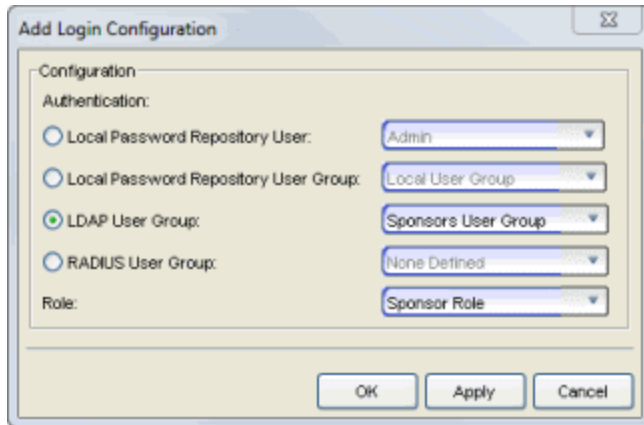 Add Login Configuration
Configuration
Authentication:
Local Password Repository User: Admin
Local Password Repository User Group: Local User Group
LDAP User Group: Sponsors User Group
RADIUS User Group: None Defined
Role: Sponsor Role
OK Apply Cancel